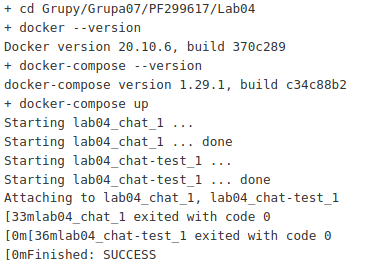 + cd Grupy/Grupa07/PF299617/Lab04
+ docker --version
Docker version 20.10.6, build 370c289
+ docker-compose --version
docker-compose version 1.29.1, build c34c88b2
+ docker-compose up
Starting lab04_chat_1 ...
Starting lab04_chat_1 ... done
Starting lab04_chat-test_1 ...
Starting lab04_chat-test_1 ... done
Attaching to lab04_chat_1, lab04_chat-test_1
[33mlab04_chat_1 exited with code 0
[0m[36mlab04_chat-test_1 exited with code 0
[0mFinished: SUCCESS